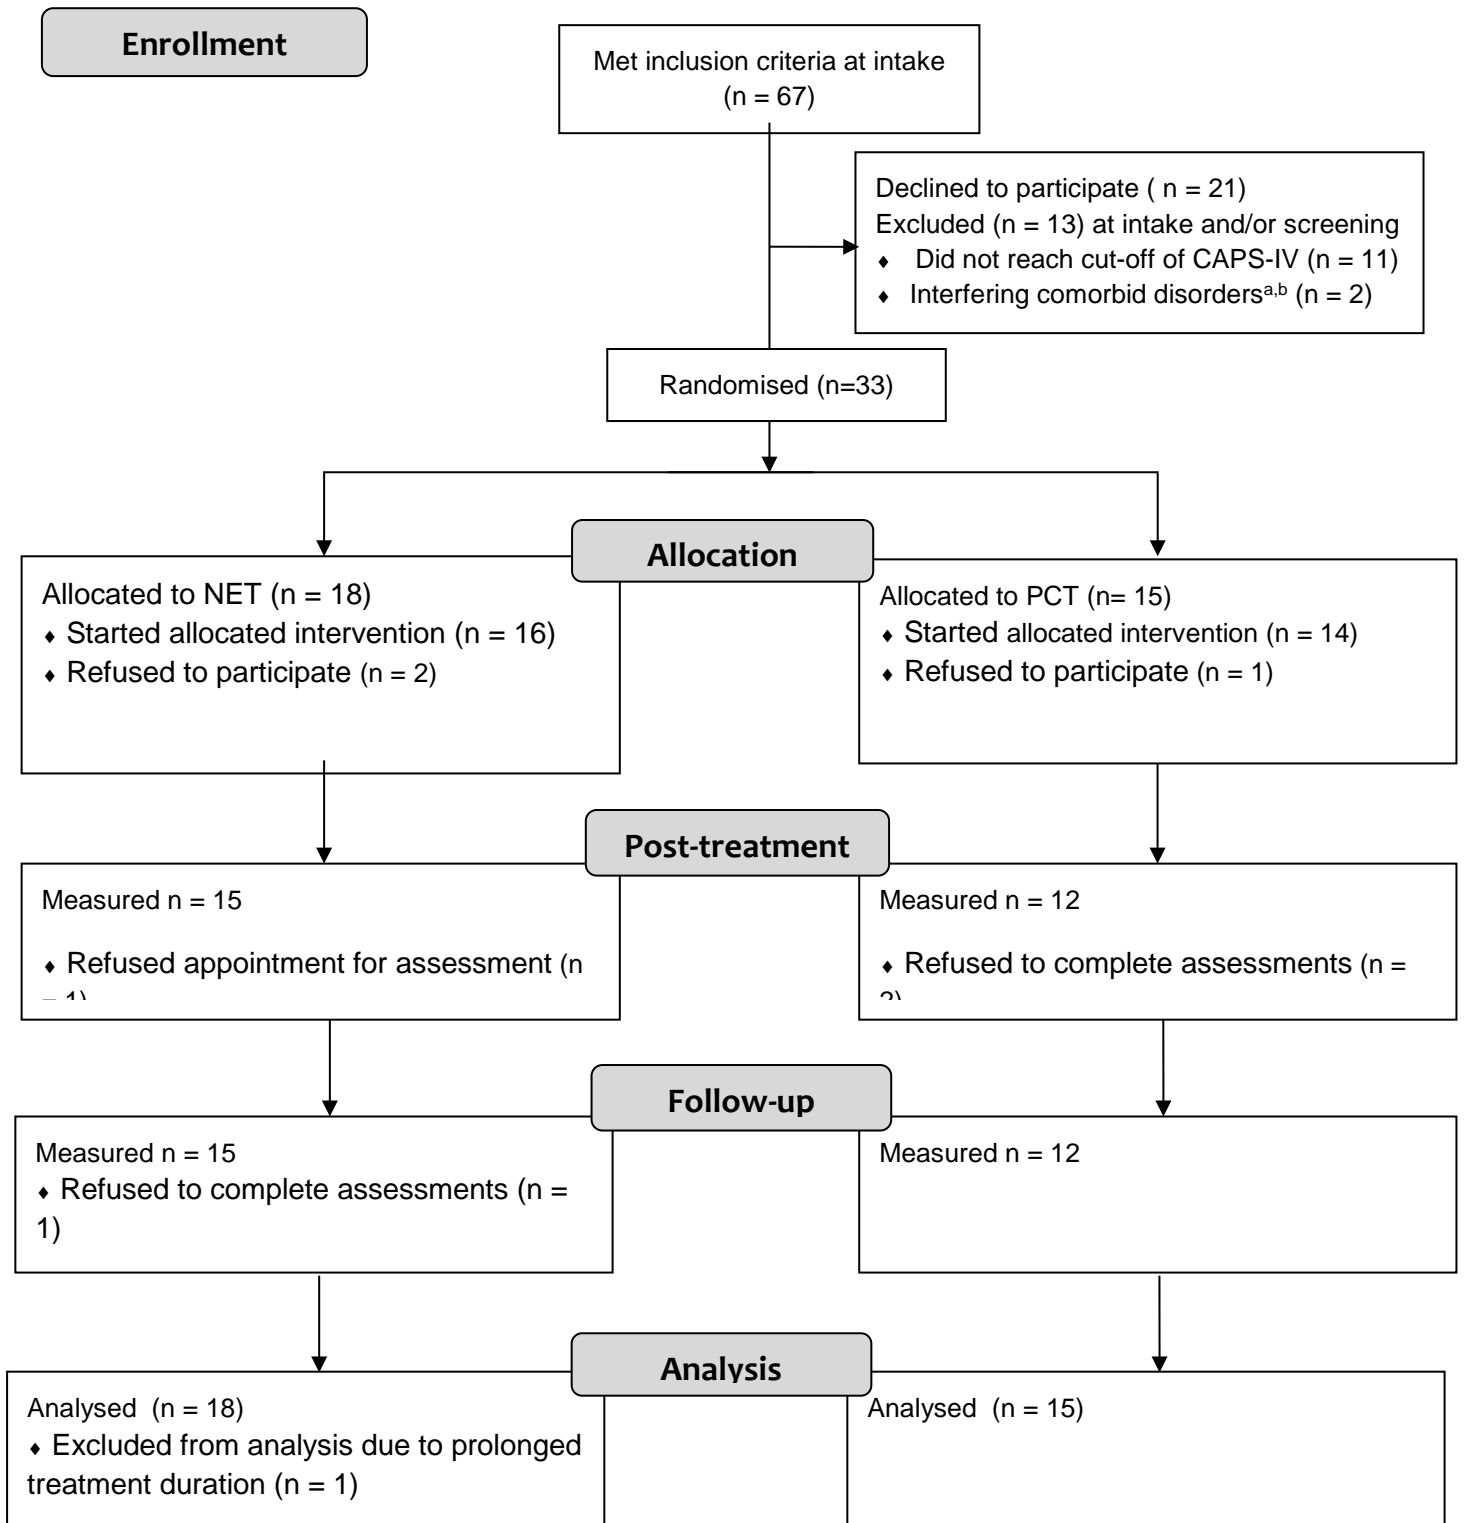 Enrollment
Met inclusion criteria at intake
(n = 67)
Declined to participate ( n = 21)
Excluded (n = 13) at intake and/or screening
⬧ Did not reach cut-off of CAPS-IV (n = 11)
⬧ Interfering comorbid disordersᵃ,ᵇ (n = 2)
Randomised (n=33)
Allocation
Allocated to NET (n = 18)
⬧ Started allocated intervention (n = 16)
⬧ Refused to participate (n = 2)
Allocated to PCT (n= 15)
⬧ Started allocated intervention (n = 14)
⬧ Refused to participate (n = 1)
Post-treatment
Measured n = 15
⬧ Refused appointment for assessment (n
= 1)
Measured n = 12
⬧ Refused to complete assessments (n =
Follow-up
Measured n = 15
⬧ Refused to complete assessments (n =
1)
Measured n = 12
Analysis
Analysed (n = 18)
⬧ Excluded from analysis due to prolonged
treatment duration (n = 1)
Analysed (n = 15)